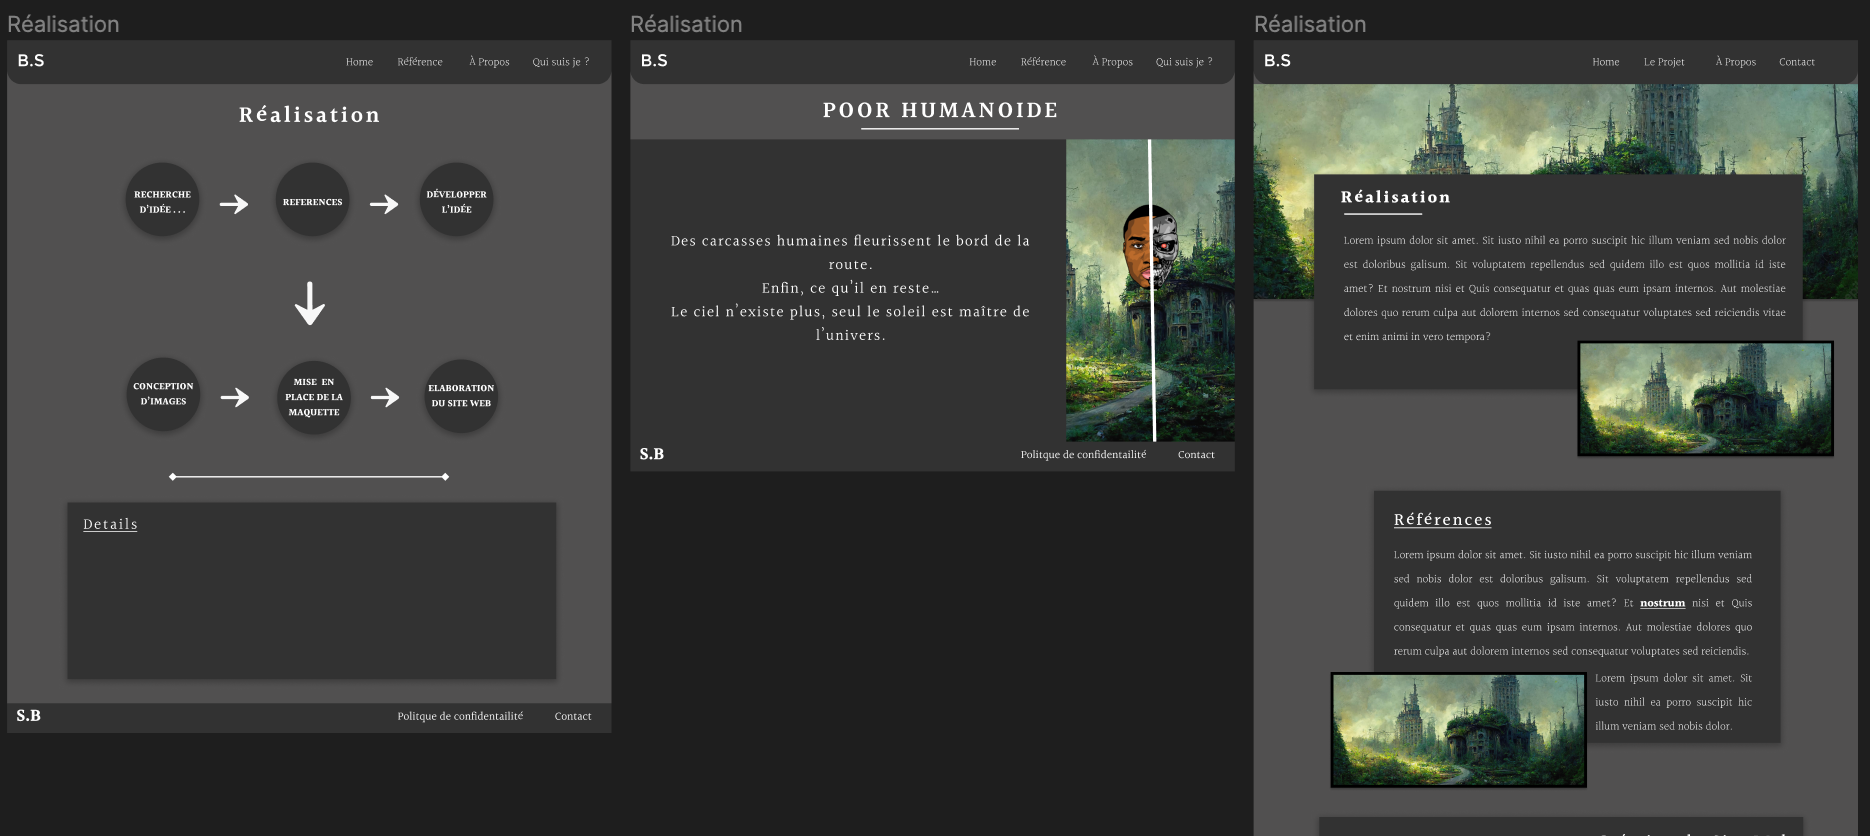 Réalisation
B.S
Home Référence À Propos Qui suis je ?
Réalisation
RECHERCHE
D'IDÉE . . .
REFERENCES
DÉVELOPPER
L'IDÉE
CONCEPTION
D'IMAGES
MISE EN
PLACE DE LA
MAQUETTE
ELABORATION
DU SITE WEB
Details
S.B
Politque de confidentailité Contact
Réalisation
B.S
Home Référence À Propos Qui suis je ?
POOR HUMANOIDE
Des carcasses humaines fleurissent le bord de la
route.
Enfin, ce qu'il en reste...
Le ciel n'existe plus, seul le soleil est maître de
l'univers.
S.B
Politque de confidentailité Contact
Réalisation
B.S
Home Le Projet À Propos Contact
Réalisation
Lorem ipsum dolor sit amet. Sit iusto nihil ea porro suscipit hic illum veniam sed nobis dolor
est doloribus galisum. Sit voluptatem repellendus sed quidem illo est quos mollitia id iste
amet? Et nostrum nisi et Quis consequatur et quas quas eum ipsam internos. Aut molestiae
dolores quo rerum culpa aut dolorem internos sed consequatur voluptates sed reiciendis vitae
et enim animi in vero tempora?
Références
Lorem ipsum dolor sit amet. Sit iusto nihil ea porro suscipit hic illum veniam
sed nobis dolor est doloribus galisum. Sit voluptatem repellendus sed
quidem illo est quos mollitia id iste amet? Et nostrum nisi et Quis
consequatur et quas quas eum ipsam internos. Aut molestiae dolores quo
rerum culpa aut dolorem internos sed consequatur voluptates sed reiciendis.
Lorem ipsum dolor sit amet. Sit
iusto nihil ea porro suscipit hic
illum veniam sed nobis dolor.